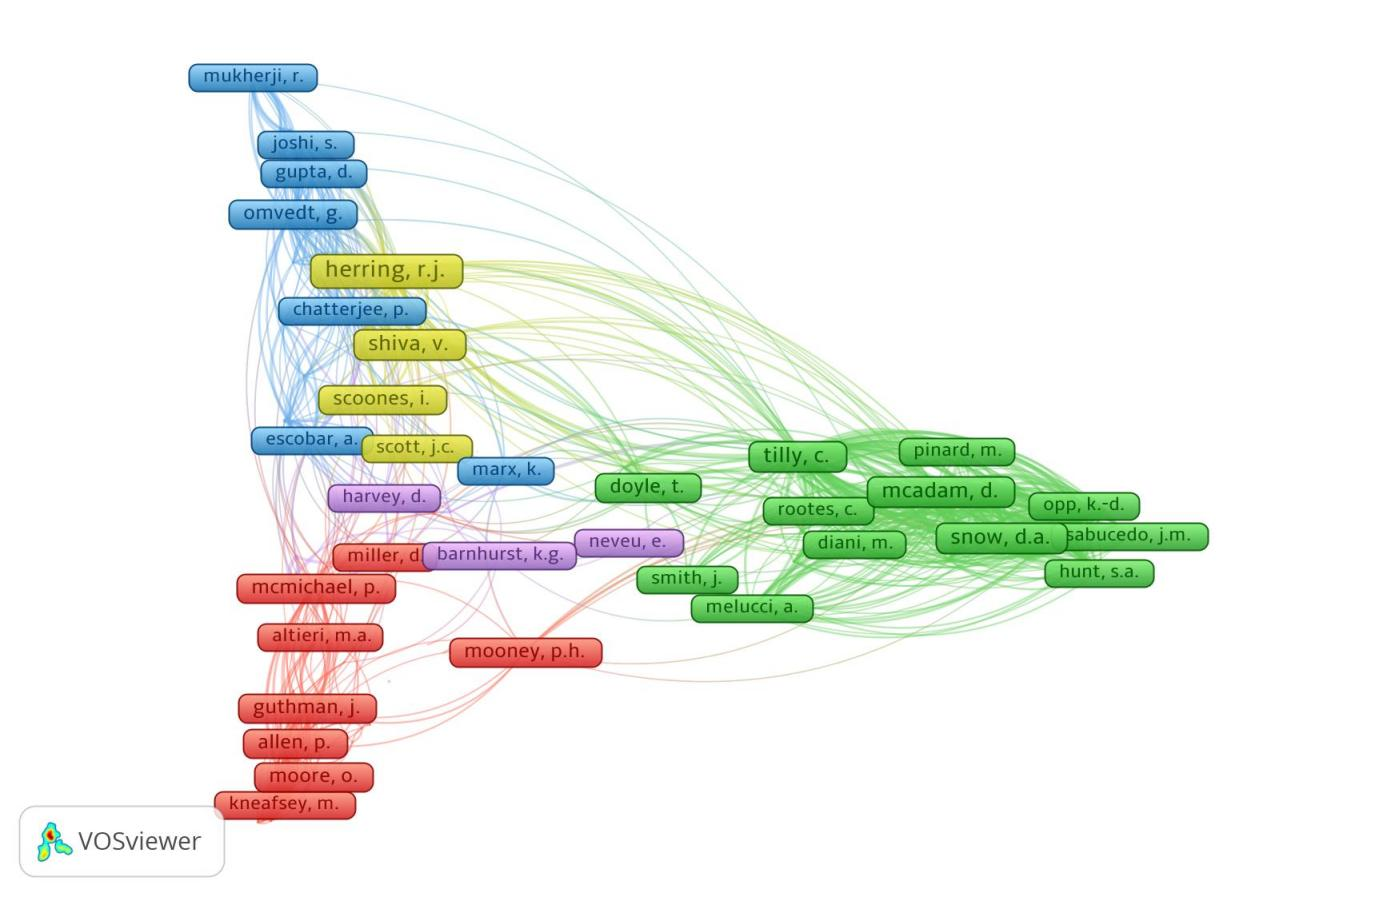 mukherji, r.
joshi, s.
gupta, d.
omvedt, g.
herring, r.j.
chatterjee, p.
shiva, v.
scoones, i.
escobar, a.
scott, j.c.
marx, k.
harvey, d.
doyle, t.
tilly, c.
pinard, m.
mcadam, d.
rootes, c.
opp, k.-d.
snow, d.a.
sabucedo, j.m.
diani, m.
neveu, e.
miller, d
barnhurst, k.g.
hunt, s.a.
smith, j.
mcmichael, p.
melucci, a.
altieri, m.a.
mooney, p.h.
guthman, j.
allen, p.
moore, o.
kneafsey, m.
VOSviewer